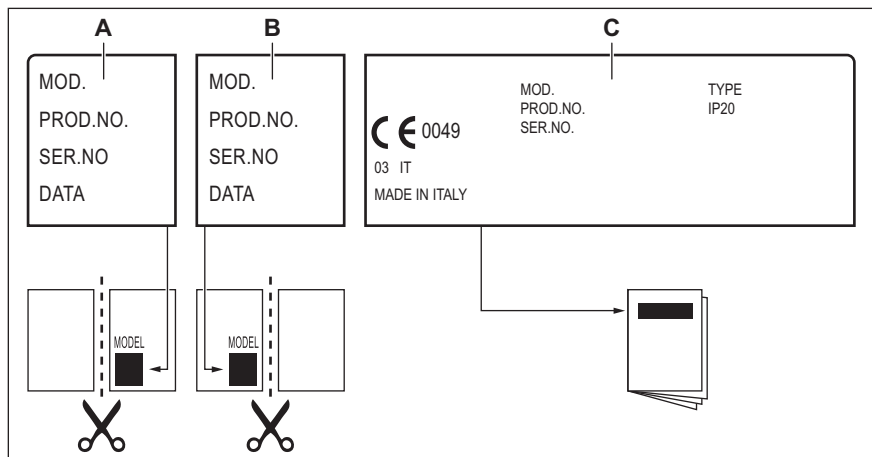 A
B
C
MOD.
PROD.NO.
SER.NO
DATA
MOD.
PROD.NO.
SER.NO
DATA
MOD.
PROD.NO.
SER.NO.
TYPE
IP20
CE 0049
03 IT
MADE IN ITALY
MODEL
MODEL